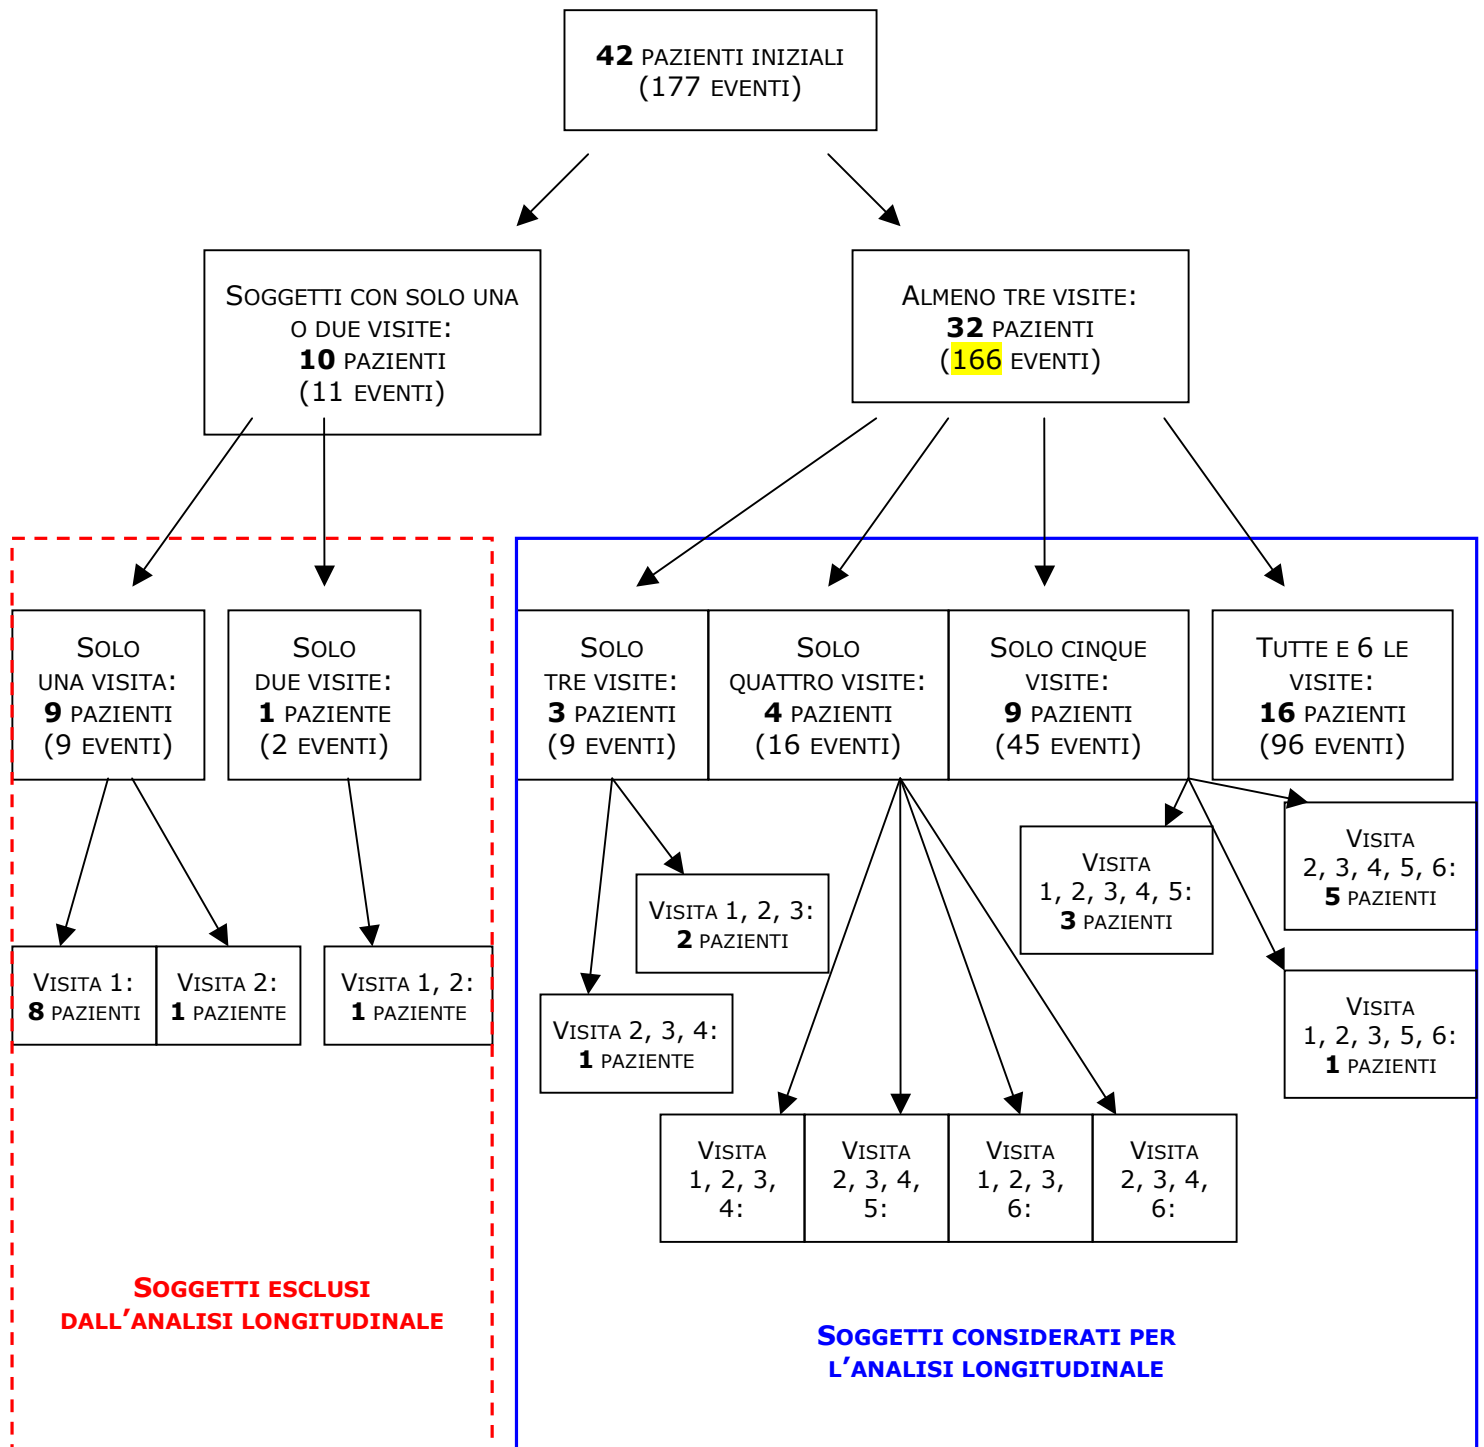 42 PAZIENTI INIZIALI
(177 EVENTI)
SOGGETTI CON SOLO UNA
O DUE VISITE:
10 PAZIENTI
(11 EVENTI)
ALMENO TRE VISITE:
32 PAZIENTI
(166 EVENTI)
SOLO
UNA VISITA:
9 PAZIENTI
(9 EVENTI)
SOLO
DUE VISITE:
1 PAZIENTE
(2 EVENTI)
SOLO
TRE VISITE:
3 PAZIENTI
(9 EVENTI)
SOLO
QUATTRO VISITE:
4 PAZIENTI
(16 EVENTI)
SOLO CINQUE
VISITE:
9 PAZIENTI
(45 EVENTI)
TUTTE E 6 LE
VISITE:
16 PAZIENTI
(96 EVENTI)
VISITA 1:
8 PAZIENTI
VISITA 2:
1 PAZIENTE
VISITA 1, 2:
1 PAZIENTE
VISITA 1, 2, 3:
2 PAZIENTI
VISITA 2, 3, 4:
1 PAZIENTE
VISITA
1, 2, 3, 4, 5:
3 PAZIENTI
VISITA
2, 3, 4, 5, 6:
5 PAZIENTI
VISITA
1, 2, 3, 5, 6:
1 PAZIENTI
VISITA
1, 2, 3,
4:
VISITA
2, 3, 4,
5:
VISITA
1, 2, 3,
6:
VISITA
2, 3, 4,
6:
SOGGETTI ESCLUSI
DALL'ANALISI LONGITUDINALE
SOGGETTI CONSIDERATI PER
L'ANALISI LONGITUDINALE